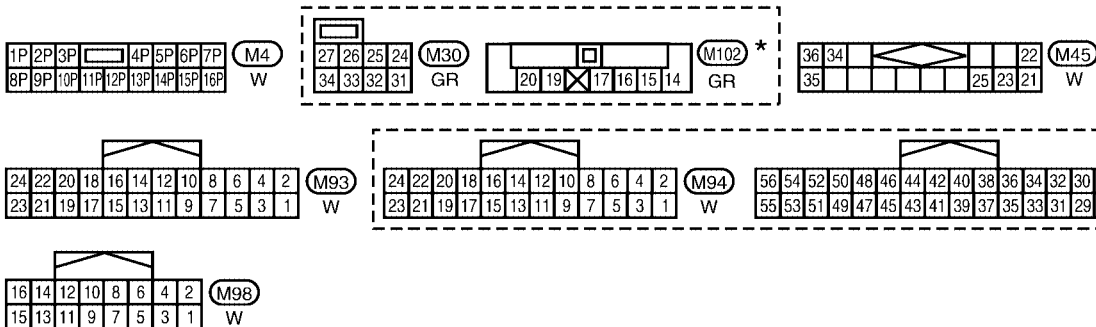 1P 2P 3P 4P 5P 6P 7P M4
8P 9P 10P 11P 12P 13P 14P 15P 16P W
27 26 25 24 M30
34 33 32 31 GR
M102 *
20 19 17 16 15 14 GR
36 34 22 M45
35 25 23 21 W
24 22 20 18 16 14 12 10 8 6 4 2 M93
23 21 19 17 15 13 11 9 7 5 3 1 W
24 22 20 18 16 14 12 10 8 6 4 2 M94
23 21 19 17 15 13 11 9 7 5 3 1 W
56 54 52 50 48 46 44 42 40 38 36 34 32 30
55 53 51 49 47 45 43 41 39 37 35 33 31 29
16 14 12 10 8 6 4 2 M98
15 13 11 9 7 5 3 1 W